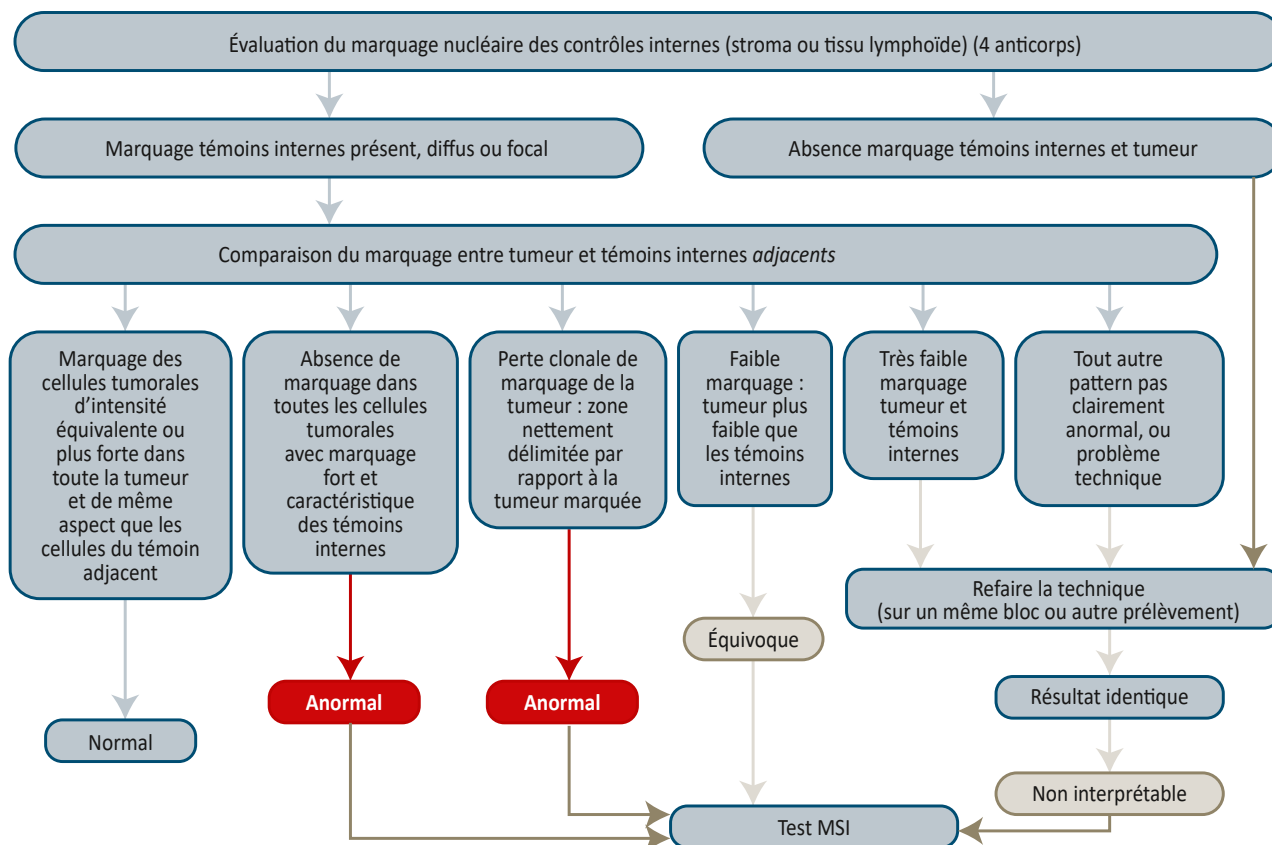 Évaluation du marquage nucléaire des contrôles internes (stroma ou tissu lymphoïde) (4 anticorps)
Marquage témoins internes présent, diffus ou focal
Absence marquage témoins internes et tumeur
Comparaison du marquage entre tumeur et témoins internes adjacents
Marquage des
cellules tumorales
d’intensité
équivalente ou
plus forte dans
toute la tumeur
et de même
aspect que les
cellules du témoin
adjacent
Absence de
marquage dans
toutes les cellules
tumorales
avec marquage
fort et
caractéristique
des témoins
internes
Perte clonale de
marquage de la
tumeur : zone
nettement
délimitée par
rapport à la
tumeur marquée
Faible
marquage :
tumeur plus
faible que
les témoins
internes
Très faible
marquage
tumeur et
témoins
internes
Tout autre
pattern pas
clairement
anormal, ou
problème
technique
Refaire la technique
(sur un même bloc ou autre prélèvement)
Équivoque
Anormal
Anormal
Résultat identique
Normal
Non interprétable
Test MSI